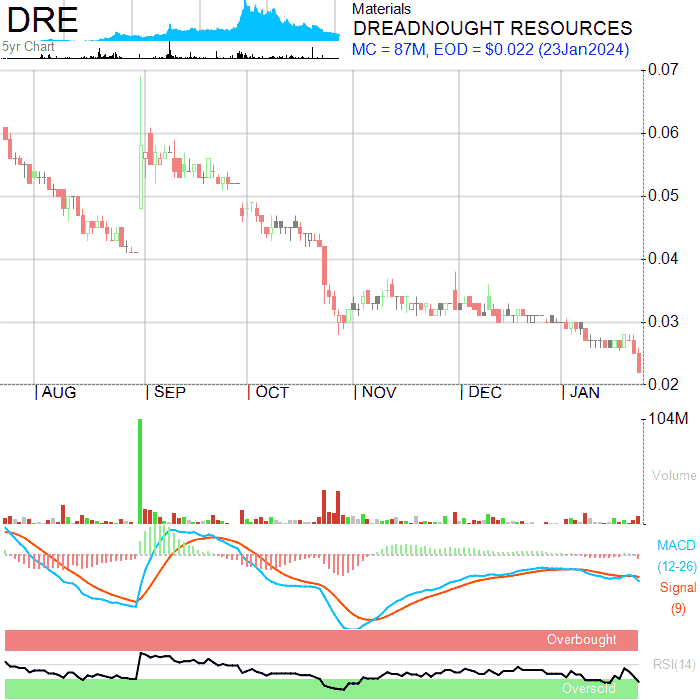 DRE
5yr Chart
Materials
DREADNOUGHT RESOURCES
MC = 87M, EOD = $0.022 (23Jan2024)
0.07
0.06
0.05
0.04
0.03
0.02
AUG SEP OCT NOV DEC JAN
104M
Volume
MACD
(12-26)
Signal
(9)
Overbought
RSI(14)
Oversold